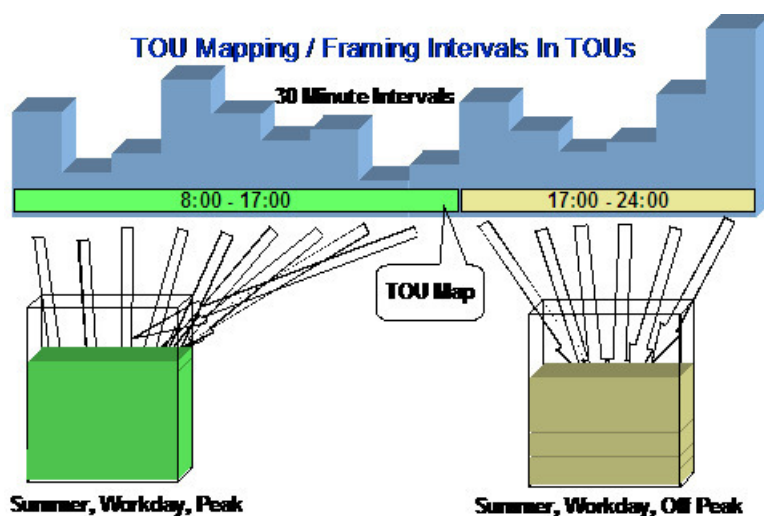 TOU Mapping / Framing Intervals In TOUs
30 Minute Intervals
8:00 - 17:00
17:00 - 24:00
TOU Map
Summer, Workday, Peak
Summer, Workday, Off Peak